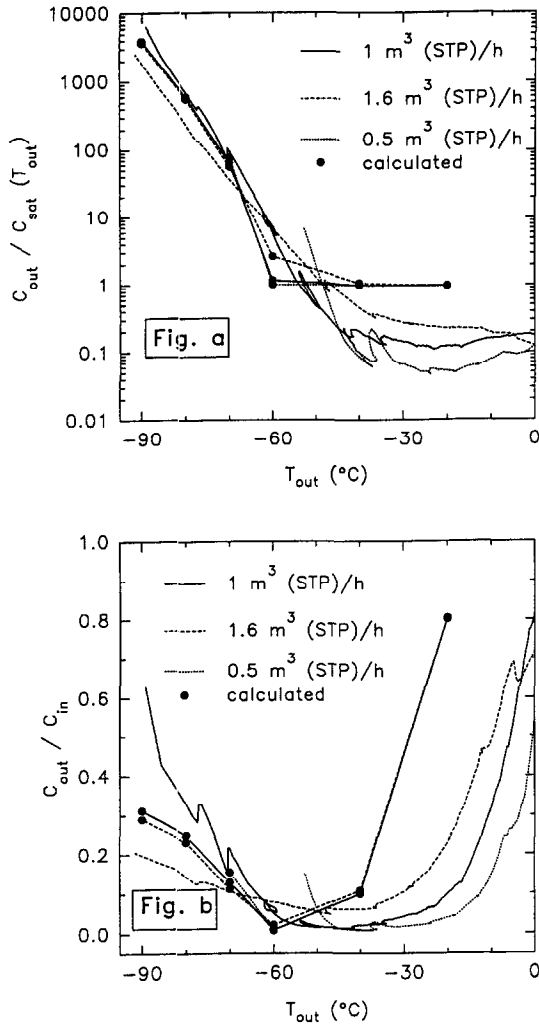 10000
1000
100
10
1
0.1
0.01
C_out / C_sat (T_out)
1 m³ (STP)/h
1.6 m³ (STP)/h
0.5 m³ (STP)/h
calculated
Fig. a
−90
−60
−30
0
T_out (°C)
1.0
0.8
0.6
0.4
0.2
0.0
C_out / C_in
1 m³ (STP)/h
1.6 m³ (STP)/h
0.5 m³ (STP)/h
calculated
Fig. b
−90
−60
−30
0
T_out (°C)